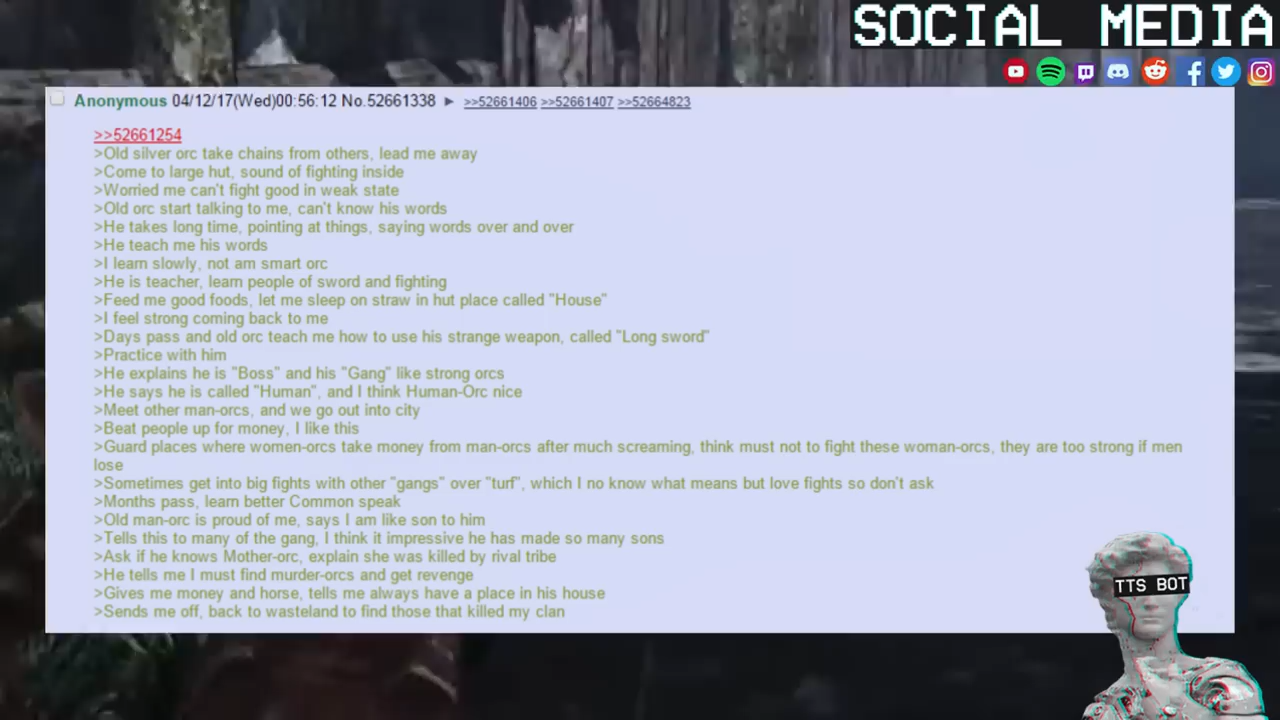 SOCIAL MEDIA
Anonymous 04/12/17(Wed)00:56:12 No.52661338 ► >>52661406 >>52661407 >>52664823
>>52661254
>Old silver orc take chains from others, lead me away
>Come to large hut, sound of fighting inside
>Worried me can't fight good in weak state
>Old orc start talking to me, can't know his words
>He takes long time, pointing at things, saying words over and over
>He teach me his words
>I learn slowly, not am smart orc
>He is teacher, learn people of sword and fighting
>Feed me good foods, let me sleep on straw in hut place called "House"
>I feel strong coming back to me
>Days pass and old orc teach me how to use his strange weapon, called "Long sword"
>Practice with him
>He explains he is "Boss" and his "Gang" like strong orcs
>He says he is called "Human", and I think Human-Orc nice
>Meet other man-orcs, and we go out into city
>Beat people up for money, I like this
>Guard places where women-orcs take money from man-orcs after much screaming, think must not to fight these woman-orcs, they are too strong if men
lose
>Sometimes get into big fights with other "gangs" over "turf", which I no know what means but love fights so don't ask
>Months pass, learn better Common speak
>Old man-orc is proud of me, says I am like son to him
>Tells this to many of the gang, I think it impressive he has made so many sons
>Ask if he knows Mother-orc, explain she was killed by rival tribe
>He tells me I must find murder-orcs and get revenge
>Gives me money and horse, tells me always have a place in his house
>Sends me off, back to wasteland to find those that killed my clan
TTS BOT